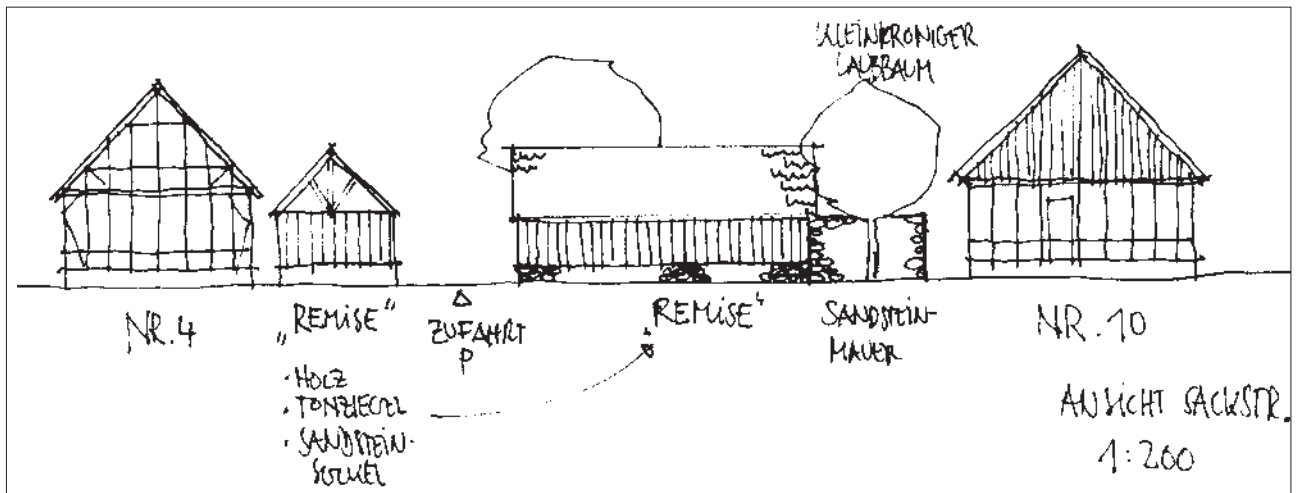 KLEINKRONIGER
LAUBBAUM
NR. 4
„REMISE“
ZUFAHRT
P
„REMISE“
SANDSTEIN-
MAUER
NR. 10
· HOLZ
· TONZIEGEL
· SANDSTEIN-
SOCKEL
ANSICHT SACKSTR.
1:200